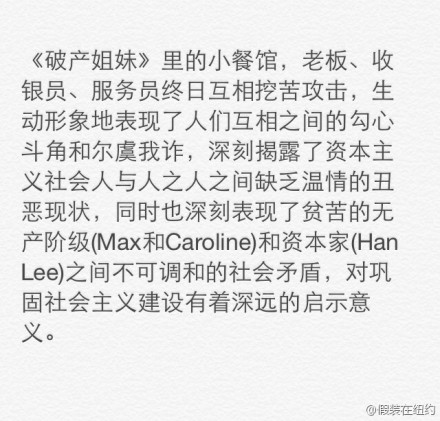 《破产姐妹》里的小餐馆，老板、收
银员、服务员终日互相挖苦攻击，生
动形象地表现了人们互相之间的勾心
斗角和尔虞我诈，深刻揭露了资本主
义社会人与人之人之间缺乏温情的丑
恶现状，同时也深刻表现了贫苦的无
产阶级(Max和Caroline)和资本家(Han
Lee)之间不可调和的社会矛盾，对巩
固社会主义建设有着深远的启示意
义。
@假装在纽约